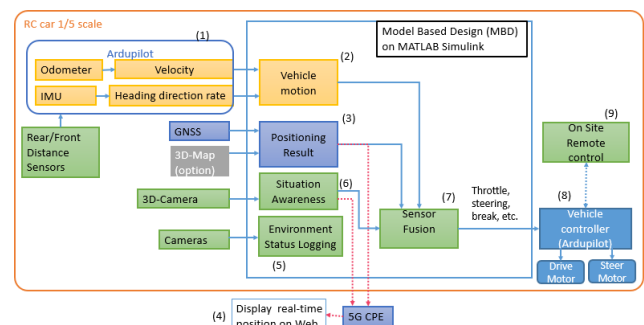 RC car 1/5 scale
(1)
Ardupilot
Odometer
Velocity
IMU
Heading direction rate
Rear/Front
Distance
Sensors
Model Based Design (MBD)
on MATLAB Simulink
(2)
Vehicle
motion
GNSS
3D-Map
(option)
(3)
Positioning
Result
3D-Camera
Situation
Awareness
(6)
Cameras
Environment
Status Logging
(5)
(7)
Sensor
Fusion
Throttle,
steering,
break, etc.
(9)
On Site
Remote
control
(8)
Vehicle
controller
(Ardupilot)
Drive
Motor
Steer
Motor
(4)
Display real-time
position on Web
5G CPE